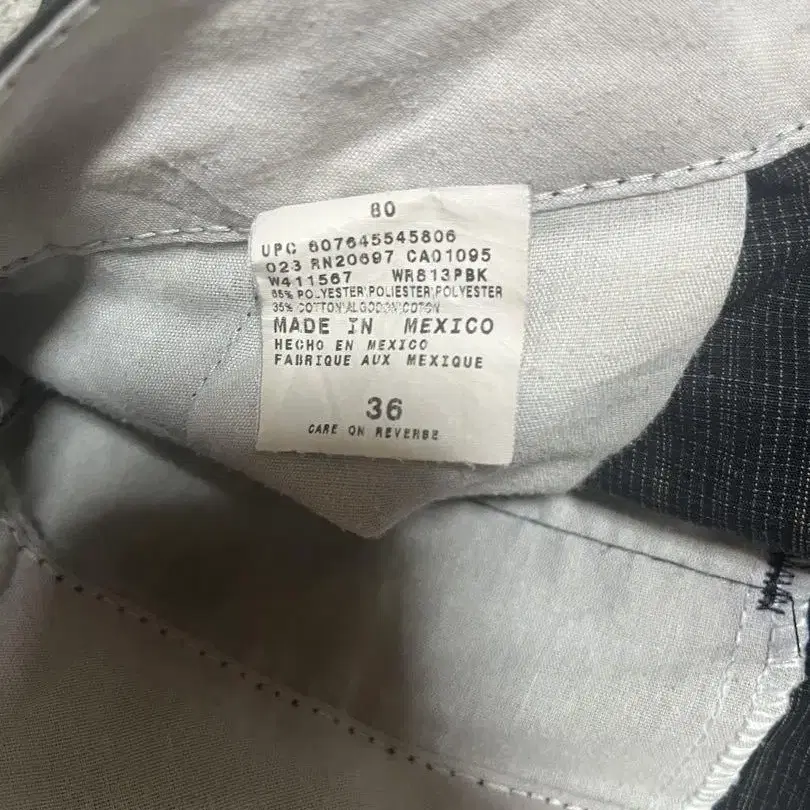 80
UPC 607645545806
023 RN20697 CA01095
W411567 WR813PBK
65% POLYESTER\POLIESTER\POLYESTER
35% COTTON\ALGODON\COTON
MADE IN MEXICO
HECHO EN MEXICO
FABRIQUE AUX MEXIQUE
36
CARE ON REVERSE